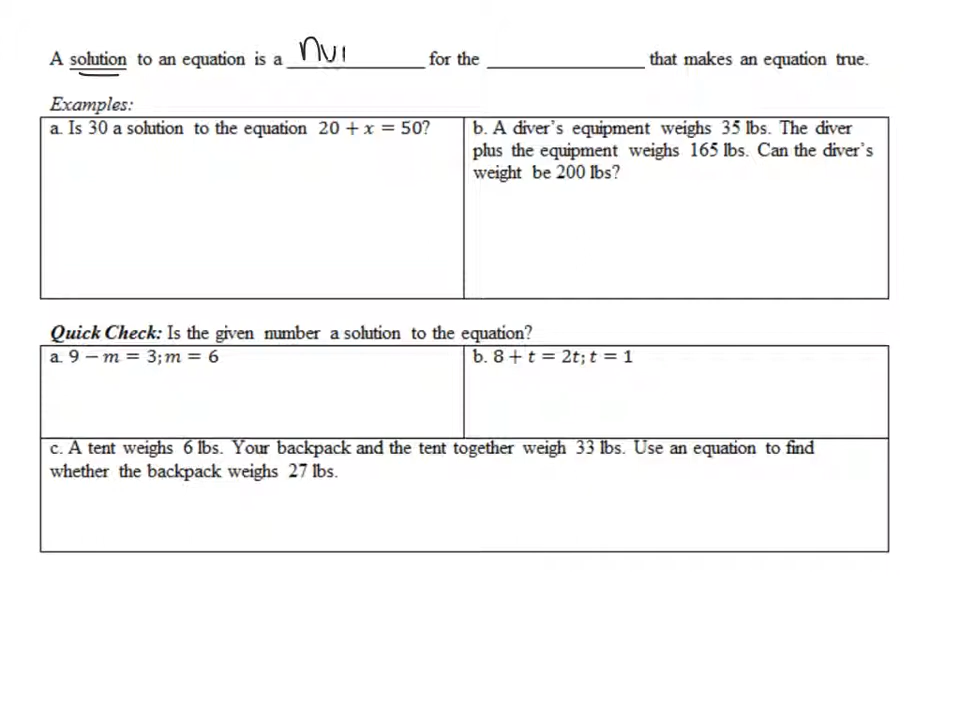 A solution to an equation is a ____________ for the ____________ that makes an equation true.
Examples:
a. Is 30 a solution to the equation 20 + x = 50?
b. A diver's equipment weighs 35 lbs. The diver
plus the equipment weighs 165 lbs. Can the diver's
weight be 200 lbs?
Quick Check: Is the given number a solution to the equation?
a. 9 − m = 3; m = 6
b. 8 + t = 2t; t = 1
c. A tent weighs 6 lbs. Your backpack and the tent together weigh 33 lbs. Use an equation to find
whether the backpack weighs 27 lbs.